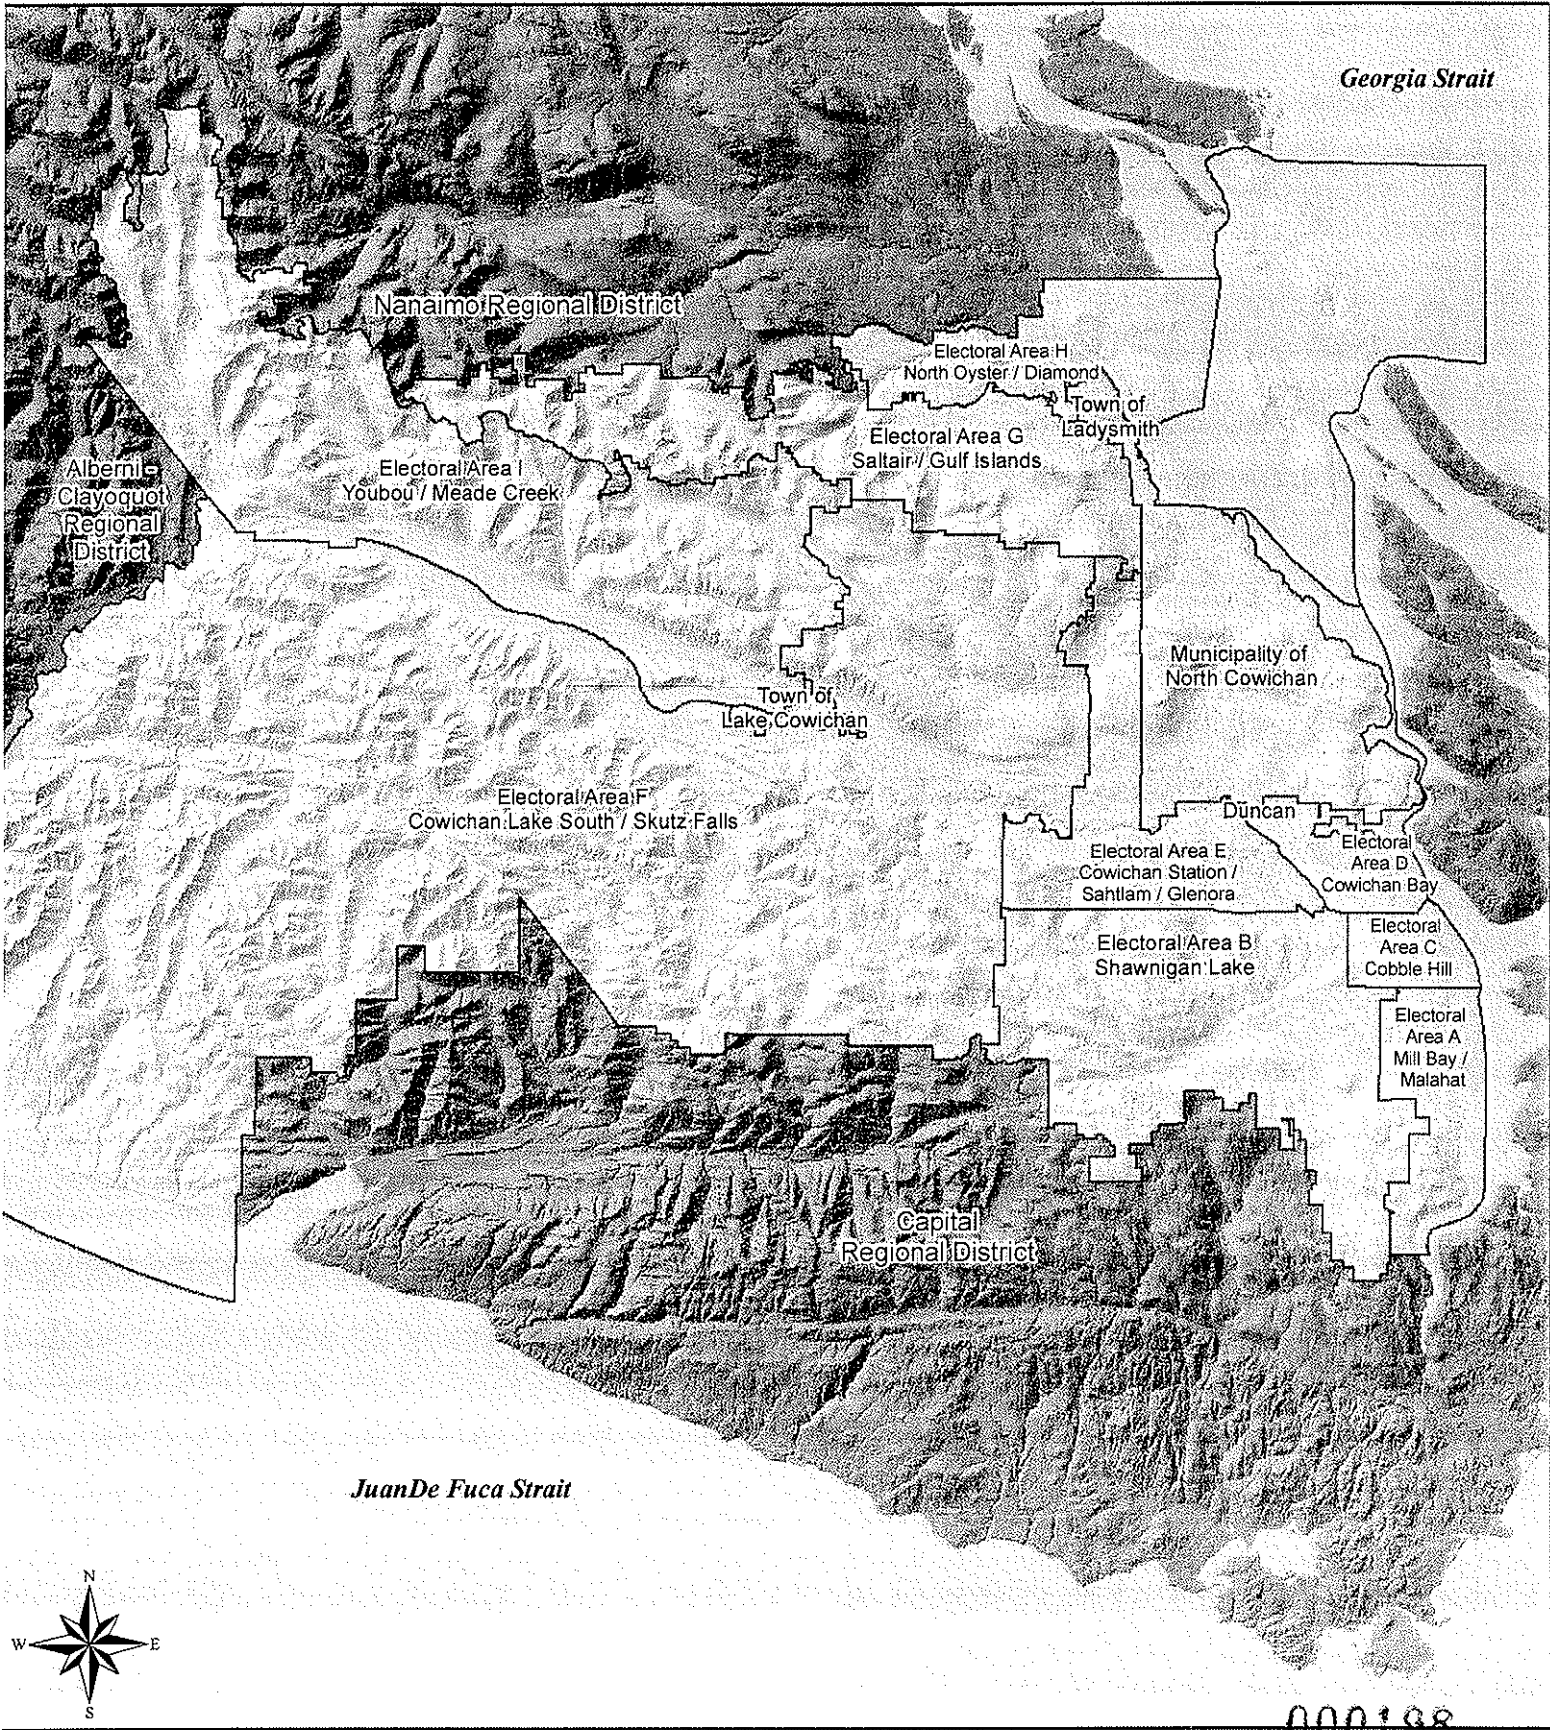 Georgia Strait
Nanaimo Regional District
Electoral Area H
North Oyster / Diamond
Town of
Ladysmith
Electoral Area G
Saltair / Gulf Islands
Electoral Area I
Youbou / Meade Creek
Alberni -
Clayoquot
Regional
District
Municipality of
North Cowichan
Town of
Lake Cowichan
Electoral Area F
Cowichan Lake South / Skutz Falls
Duncan
Electoral
Area D
Cowichan Bay
Electoral Area E
Cowichan Station /
Sahtlam / Glenora
Electoral
Area C
Cobble Hill
Electoral Area B
Shawnigan Lake
Electoral
Area A
Mill Bay /
Malahat
Capital
Regional District
JuanDe Fuca Strait
N
W
E
S
000198